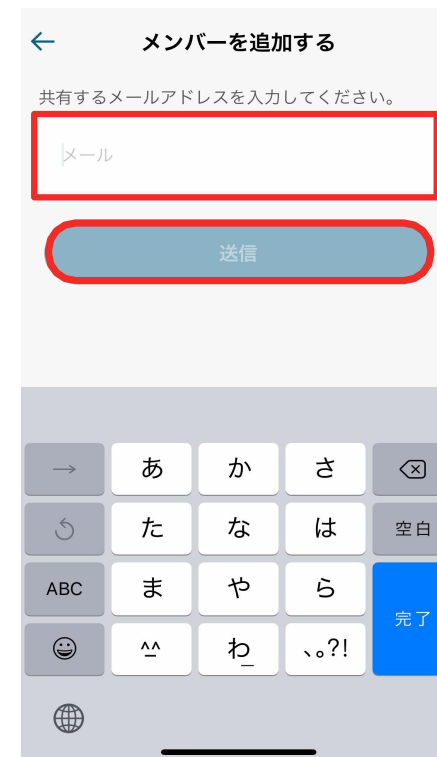 メンバーを追加する
共有するメールアドレスを入力してください。
メール
送信
→ あ か さ
た な は 空白
ABC ま や ら
完了
^^ わ_ 、。?!